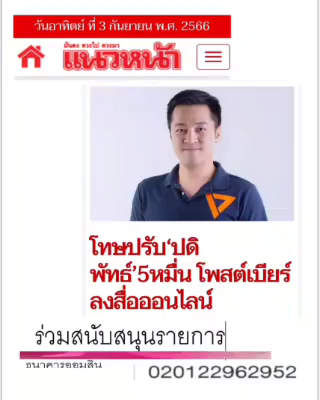 วันอาทิตย์ ที่ 3 กันยายน พ.ศ. 2566
แนวหน้า
โทษปรับ‘ปดิ
พัทธ์’5หมื่น โพสต์เบียร์
ลงสื่อออนไลน์
ร่วมสนับสนุนรายการ
ธนาคารออมสิน
020122962952